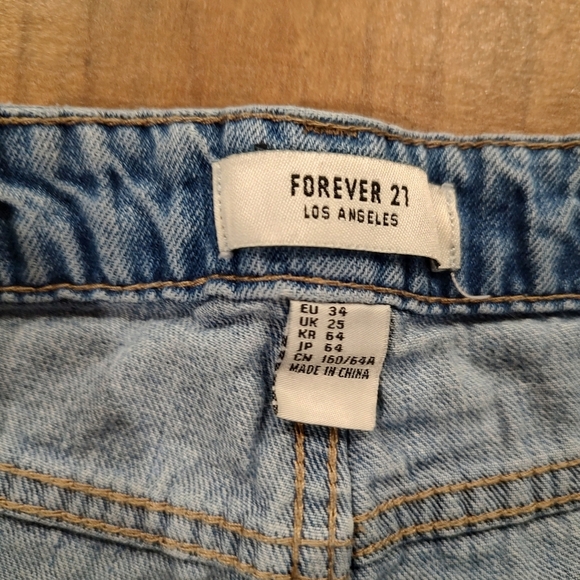 FOREVER 21
LOS ANGELES
EU 34
UK 25
KR 64
JP 64
CN 160/64A
MADE IN CHINA